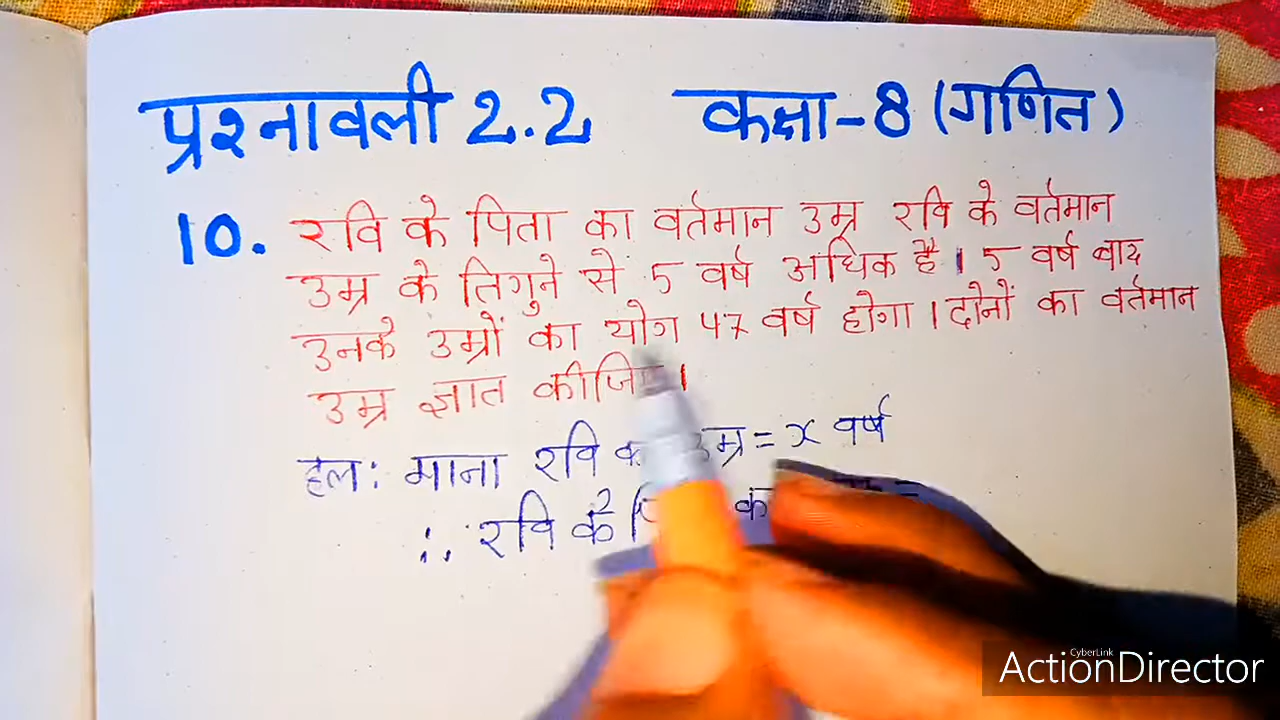 प्रश्नावली 2.2 कक्षा-8 (गणित)
10. रवि के पिता का वर्तमान उम्र रवि के वर्तमान
उम्र के तिगुने से 5 वर्ष अधिक है। 5 वर्ष बाद
उनके उम्रों का योग 47 वर्ष होगा। दोनों का वर्तमान
उम्र ज्ञात कीजिए।
हल: माना रवि उम्र = x वर्ष
∴ रवि के
CyberLink
ActionDirector